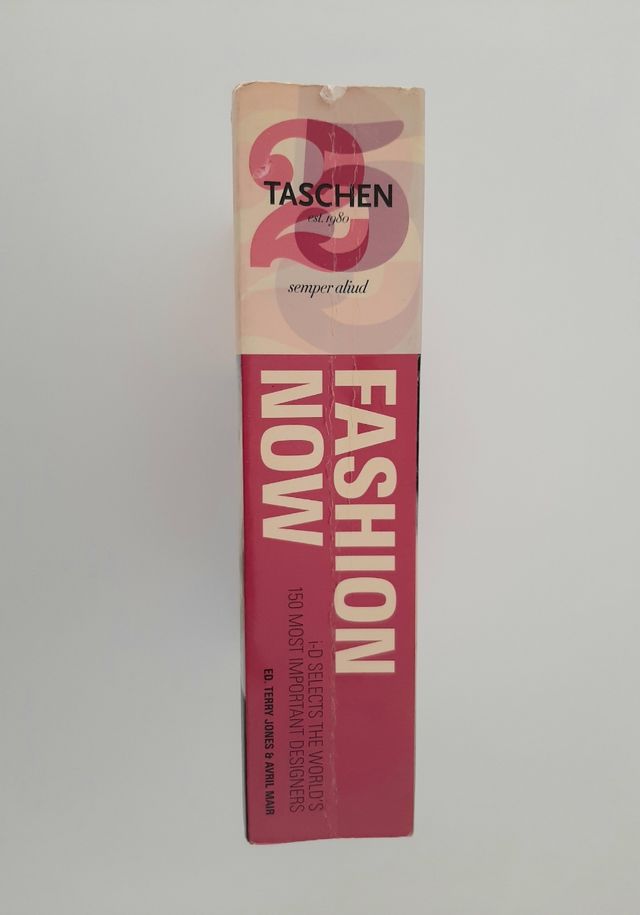 25
TASCHEN
est. 1980
semper aliud
FASHION
NOW
i-D SELECTS THE WORLD'S
150 MOST IMPORTANT DESIGNERS
ED. TERRY JONES & AVRIL MAIR